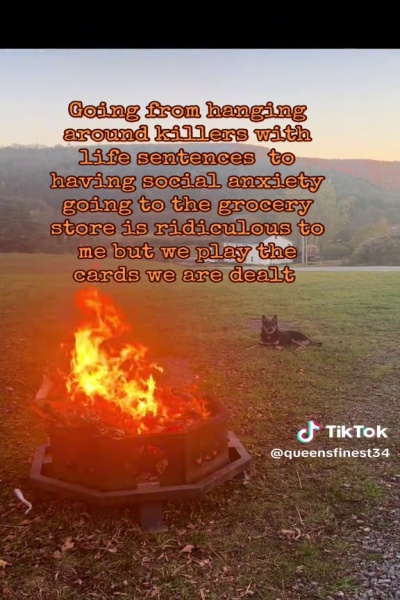 Going from hanging
around killers with
life sentences to
having social anxiety
going to the grocery
store is ridiculous to
me but we play the
cards we are dealt
TikTok
@queensfinest34